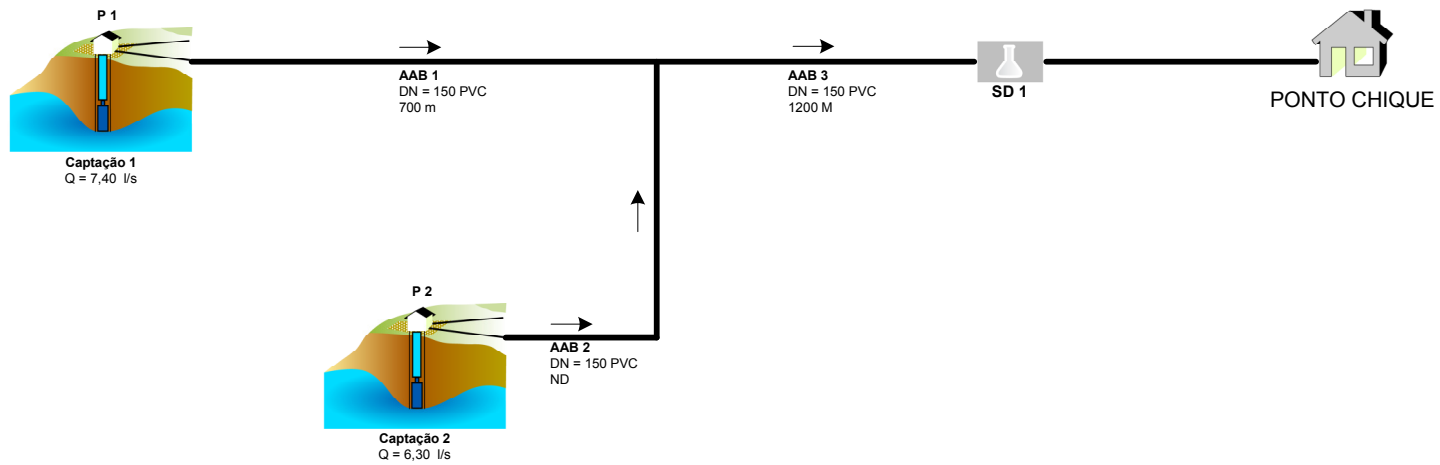 P 1
Captação 1
Q = 7,40 l/s
AAB 1
DN = 150 PVC
700 m
AAB 3
DN = 150 PVC
1200 M
SD 1
PONTO CHIQUE
P 2
Captação 2
Q = 6,30 l/s
AAB 2
DN = 150 PVC
ND